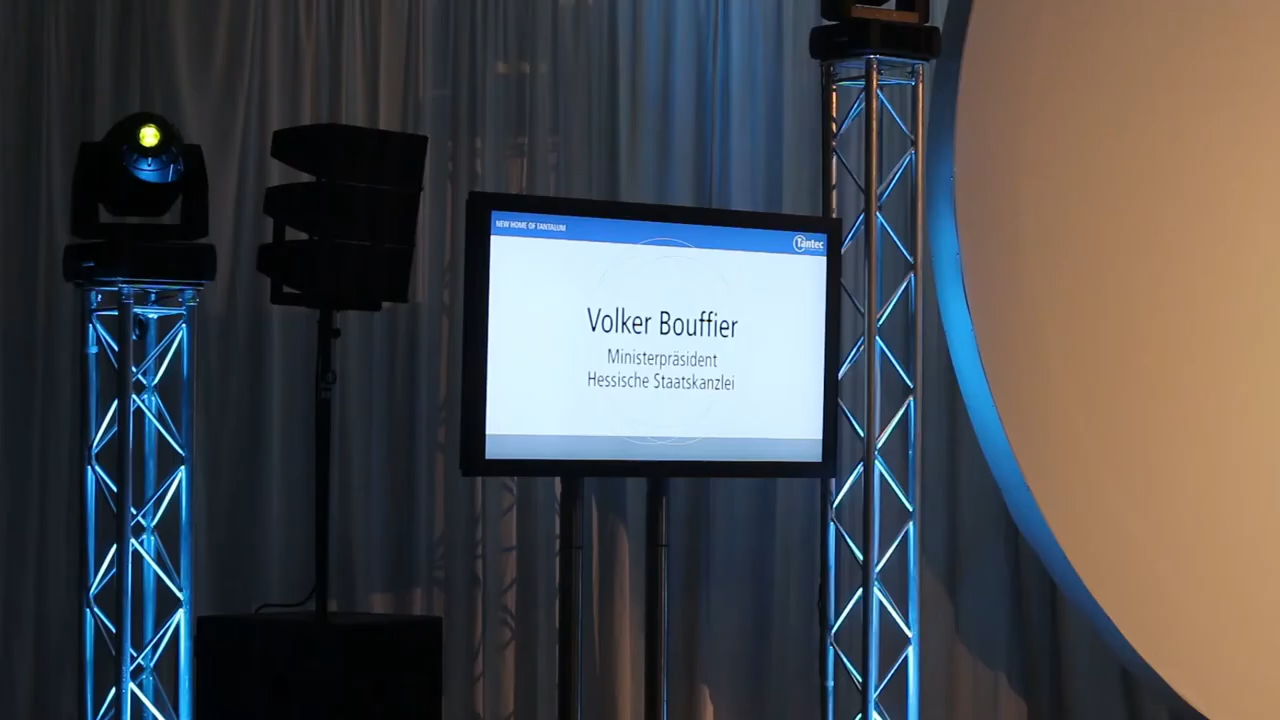 NEW HOME OF TANTALUM
Tantec
Volker Bouffier
Ministerpräsident
Hessische Staatskanzlei